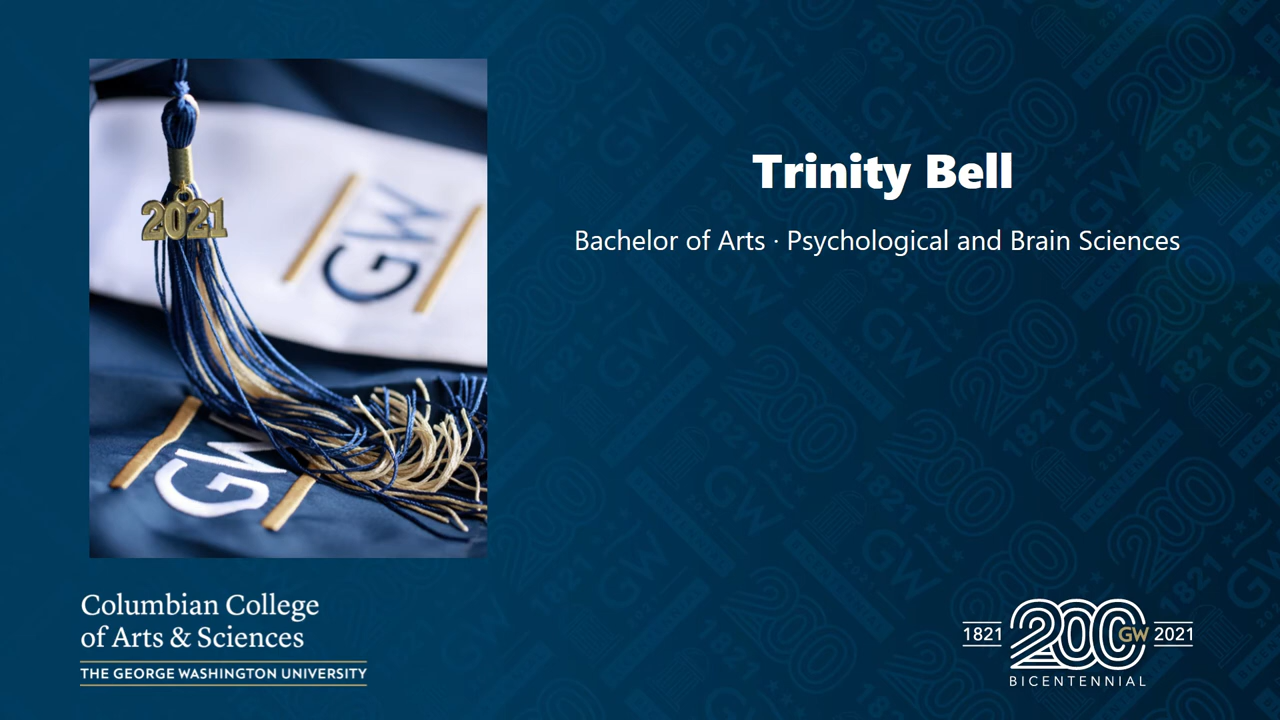 2021
GW
GW
Trinity Bell
Bachelor of Arts · Psychological and Brain Sciences
Columbian College
of Arts & Sciences
THE GEORGE WASHINGTON UNIVERSITY
1821 200 GW 2021
BICENTENNIAL